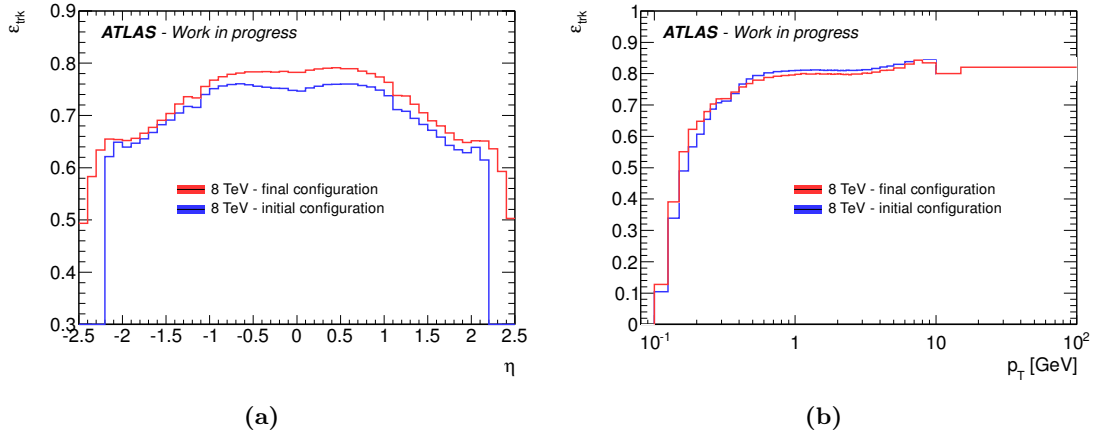 ε_trk
0.9
0.8
0.7
0.6
0.5
0.4
0.3
ATLAS - Work in progress
8 TeV - final configuration
8 TeV - initial configuration
-2.5 -2 -1.5 -1 -0.5 0 0.5 1 1.5 2 2.5
η
(a)
ε_trk
1
0.9
0.8
0.7
0.6
0.5
0.4
0.3
0.2
0.1
0
ATLAS - Work in progress
8 TeV - final configuration
8 TeV - initial configuration
10⁻¹ 1 10 10²
p_T [GeV]
(b)